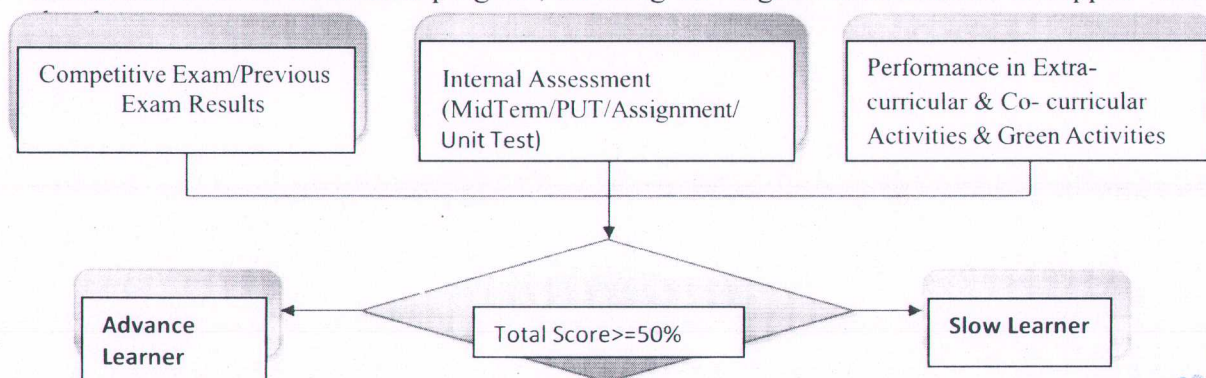 Competitive Exam/Previous
Exam Results
Internal Assessment
(MidTerm/PUT/Assignment/
Unit Test)
Performance in Extra-
curricular & Co- curricular
Activities & Green Activities
Total Score>=50%
Advance
Learner
Slow Learner